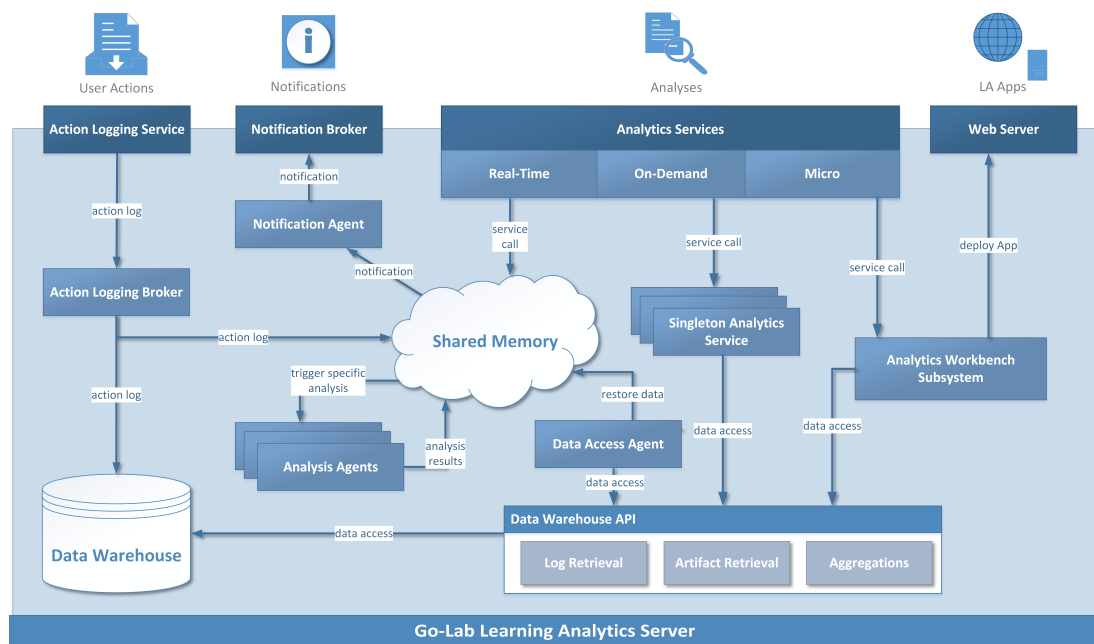 User Actions
Notifications
Analyses
LA Apps
Action Logging Service
Notification Broker
Analytics Services
Web Server
Real-Time
On-Demand
Micro
notification
action log
Notification Agent
service
call
service call
deploy App
notification
service call
Action Logging Broker
Shared Memory
Singleton Analytics
Service
action log
Analytics Workbench
Subsystem
trigger specific
analysis
action log
restore data
data access
data access
analysis
results
Analysis Agents
Data Access Agent
data access
Data Warehouse API
data access
Data Warehouse
Log Retrieval
Artifact Retrieval
Aggregations
Go-Lab Learning Analytics Server